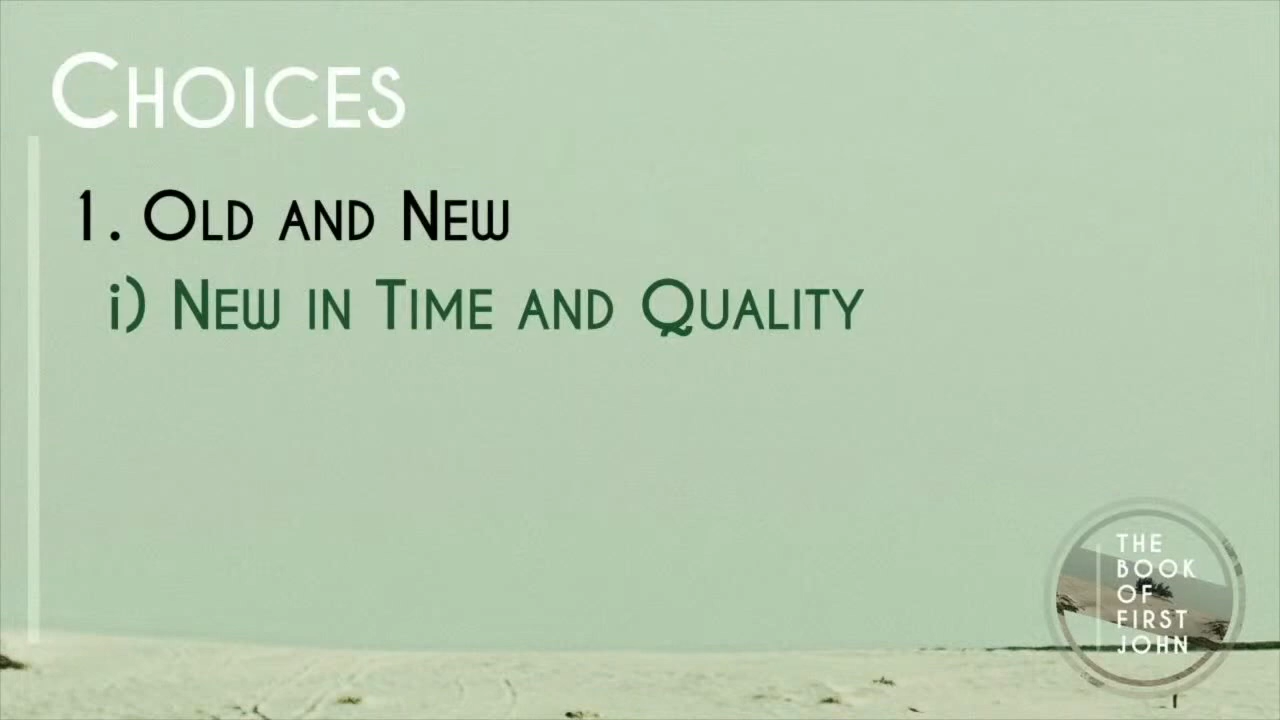 Choices
1. Old and New
i) New in Time and Quality
THE
BOOK
OF
FIRST
JOHN